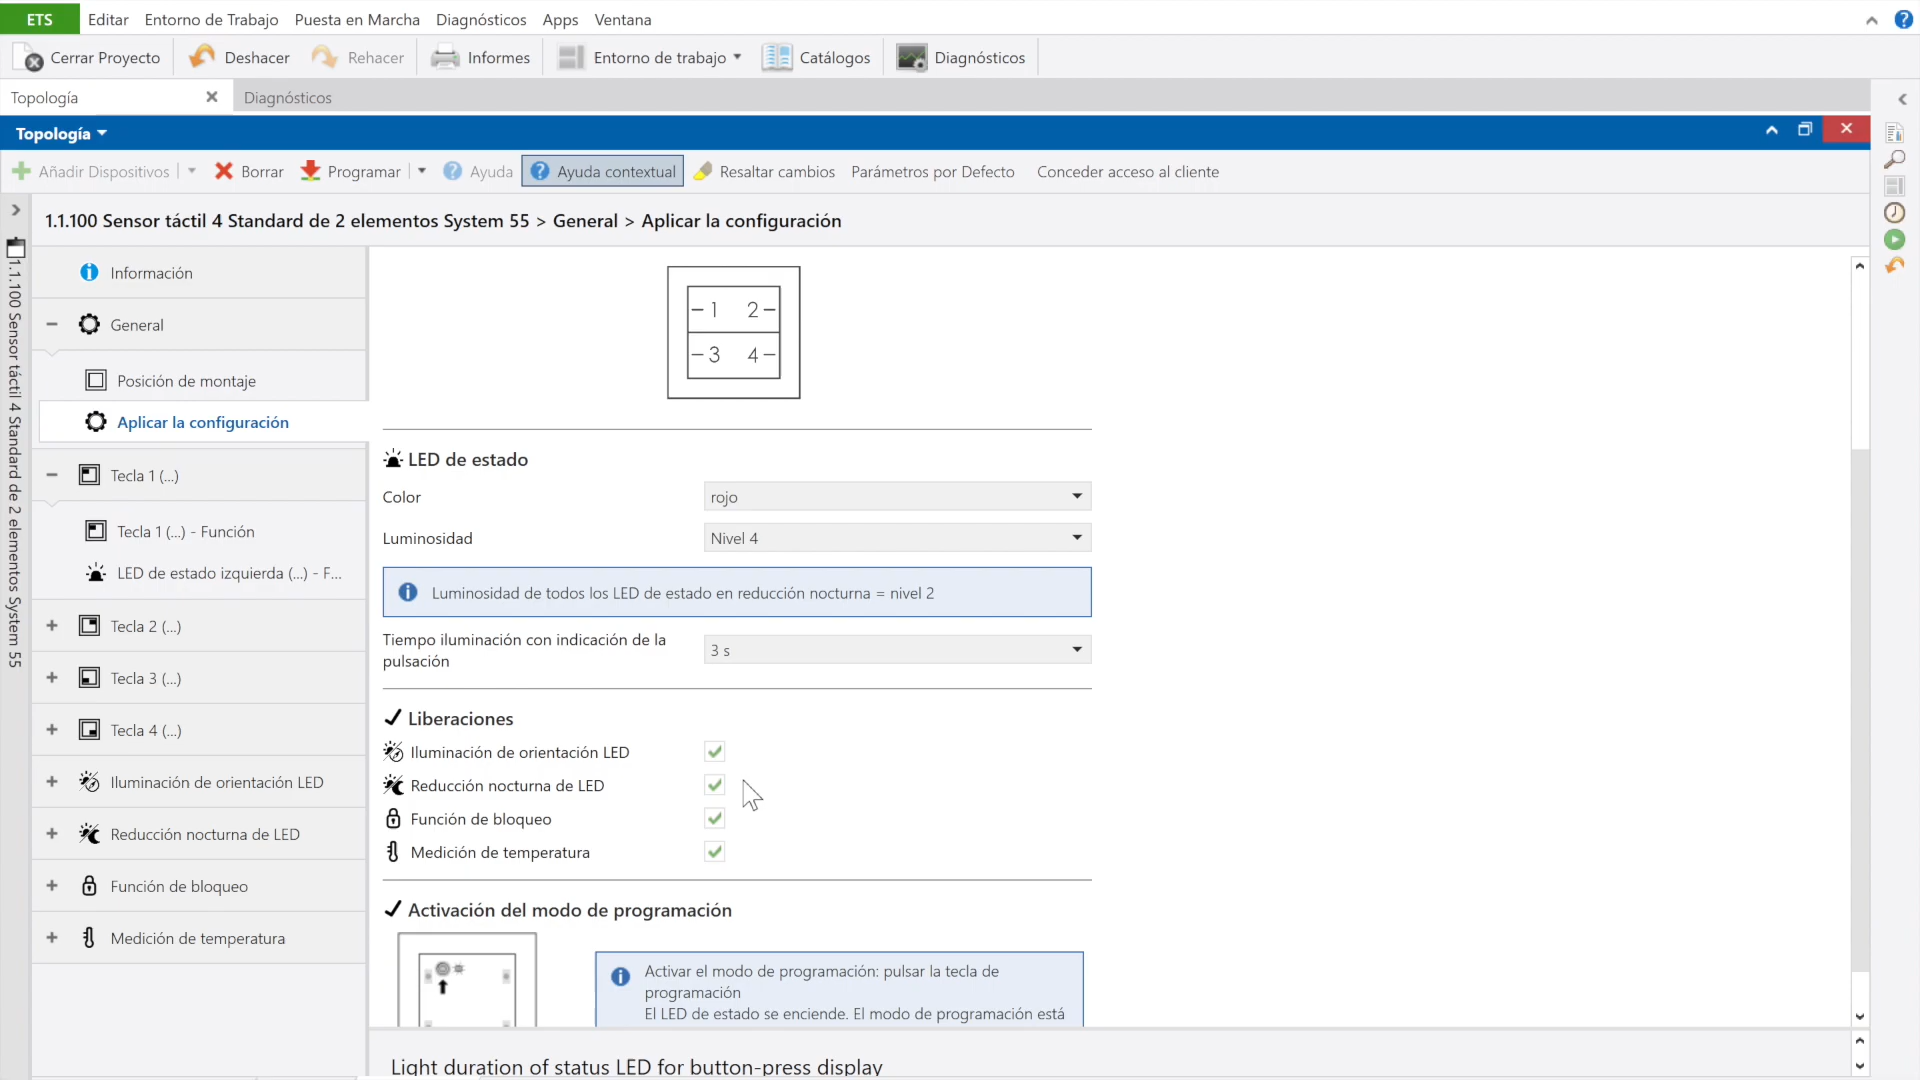 ETS Editar Entorno de Trabajo Puesta en Marcha Diagnósticos Apps Ventana
Cerrar Proyecto Deshacer Rehacer Informes Entorno de trabajo Catálogos Diagnósticos
Topología Diagnósticos
Topología
Añadir Dispositivos Borrar Programar Ayuda Ayuda contextual Resaltar cambios Parámetros por Defecto Conceder acceso al cliente
1.1.100 Sensor táctil 4 Standard de 2 elementos System 55 > General > Aplicar la configuración
1.1.100 Sensor táctil 4 Standard de 2 elementos System 55
Información
General
Posición de montaje
Aplicar la configuración
Tecla 1 (...)
Tecla 1 (...) - Función
LED de estado izquierda (...) - F...
Tecla 2 (...)
Tecla 3 (...)
Tecla 4 (...)
Iluminación de orientación LED
Reducción nocturna de LED
Función de bloqueo
Medición de temperatura
1 2
3 4
LED de estado
Color rojo
Luminosidad Nivel 4
Luminosidad de todos los LED de estado en reducción nocturna = nivel 2
Tiempo iluminación con indicación de la
pulsación
3 s
Liberaciones
Iluminación de orientación LED
Reducción nocturna de LED
Función de bloqueo
Medición de temperatura
Activación del modo de programación
Activar el modo de programación: pulsar la tecla de
programación
El LED de estado se enciende. El modo de programación está
Light duration of status LED for button-press display